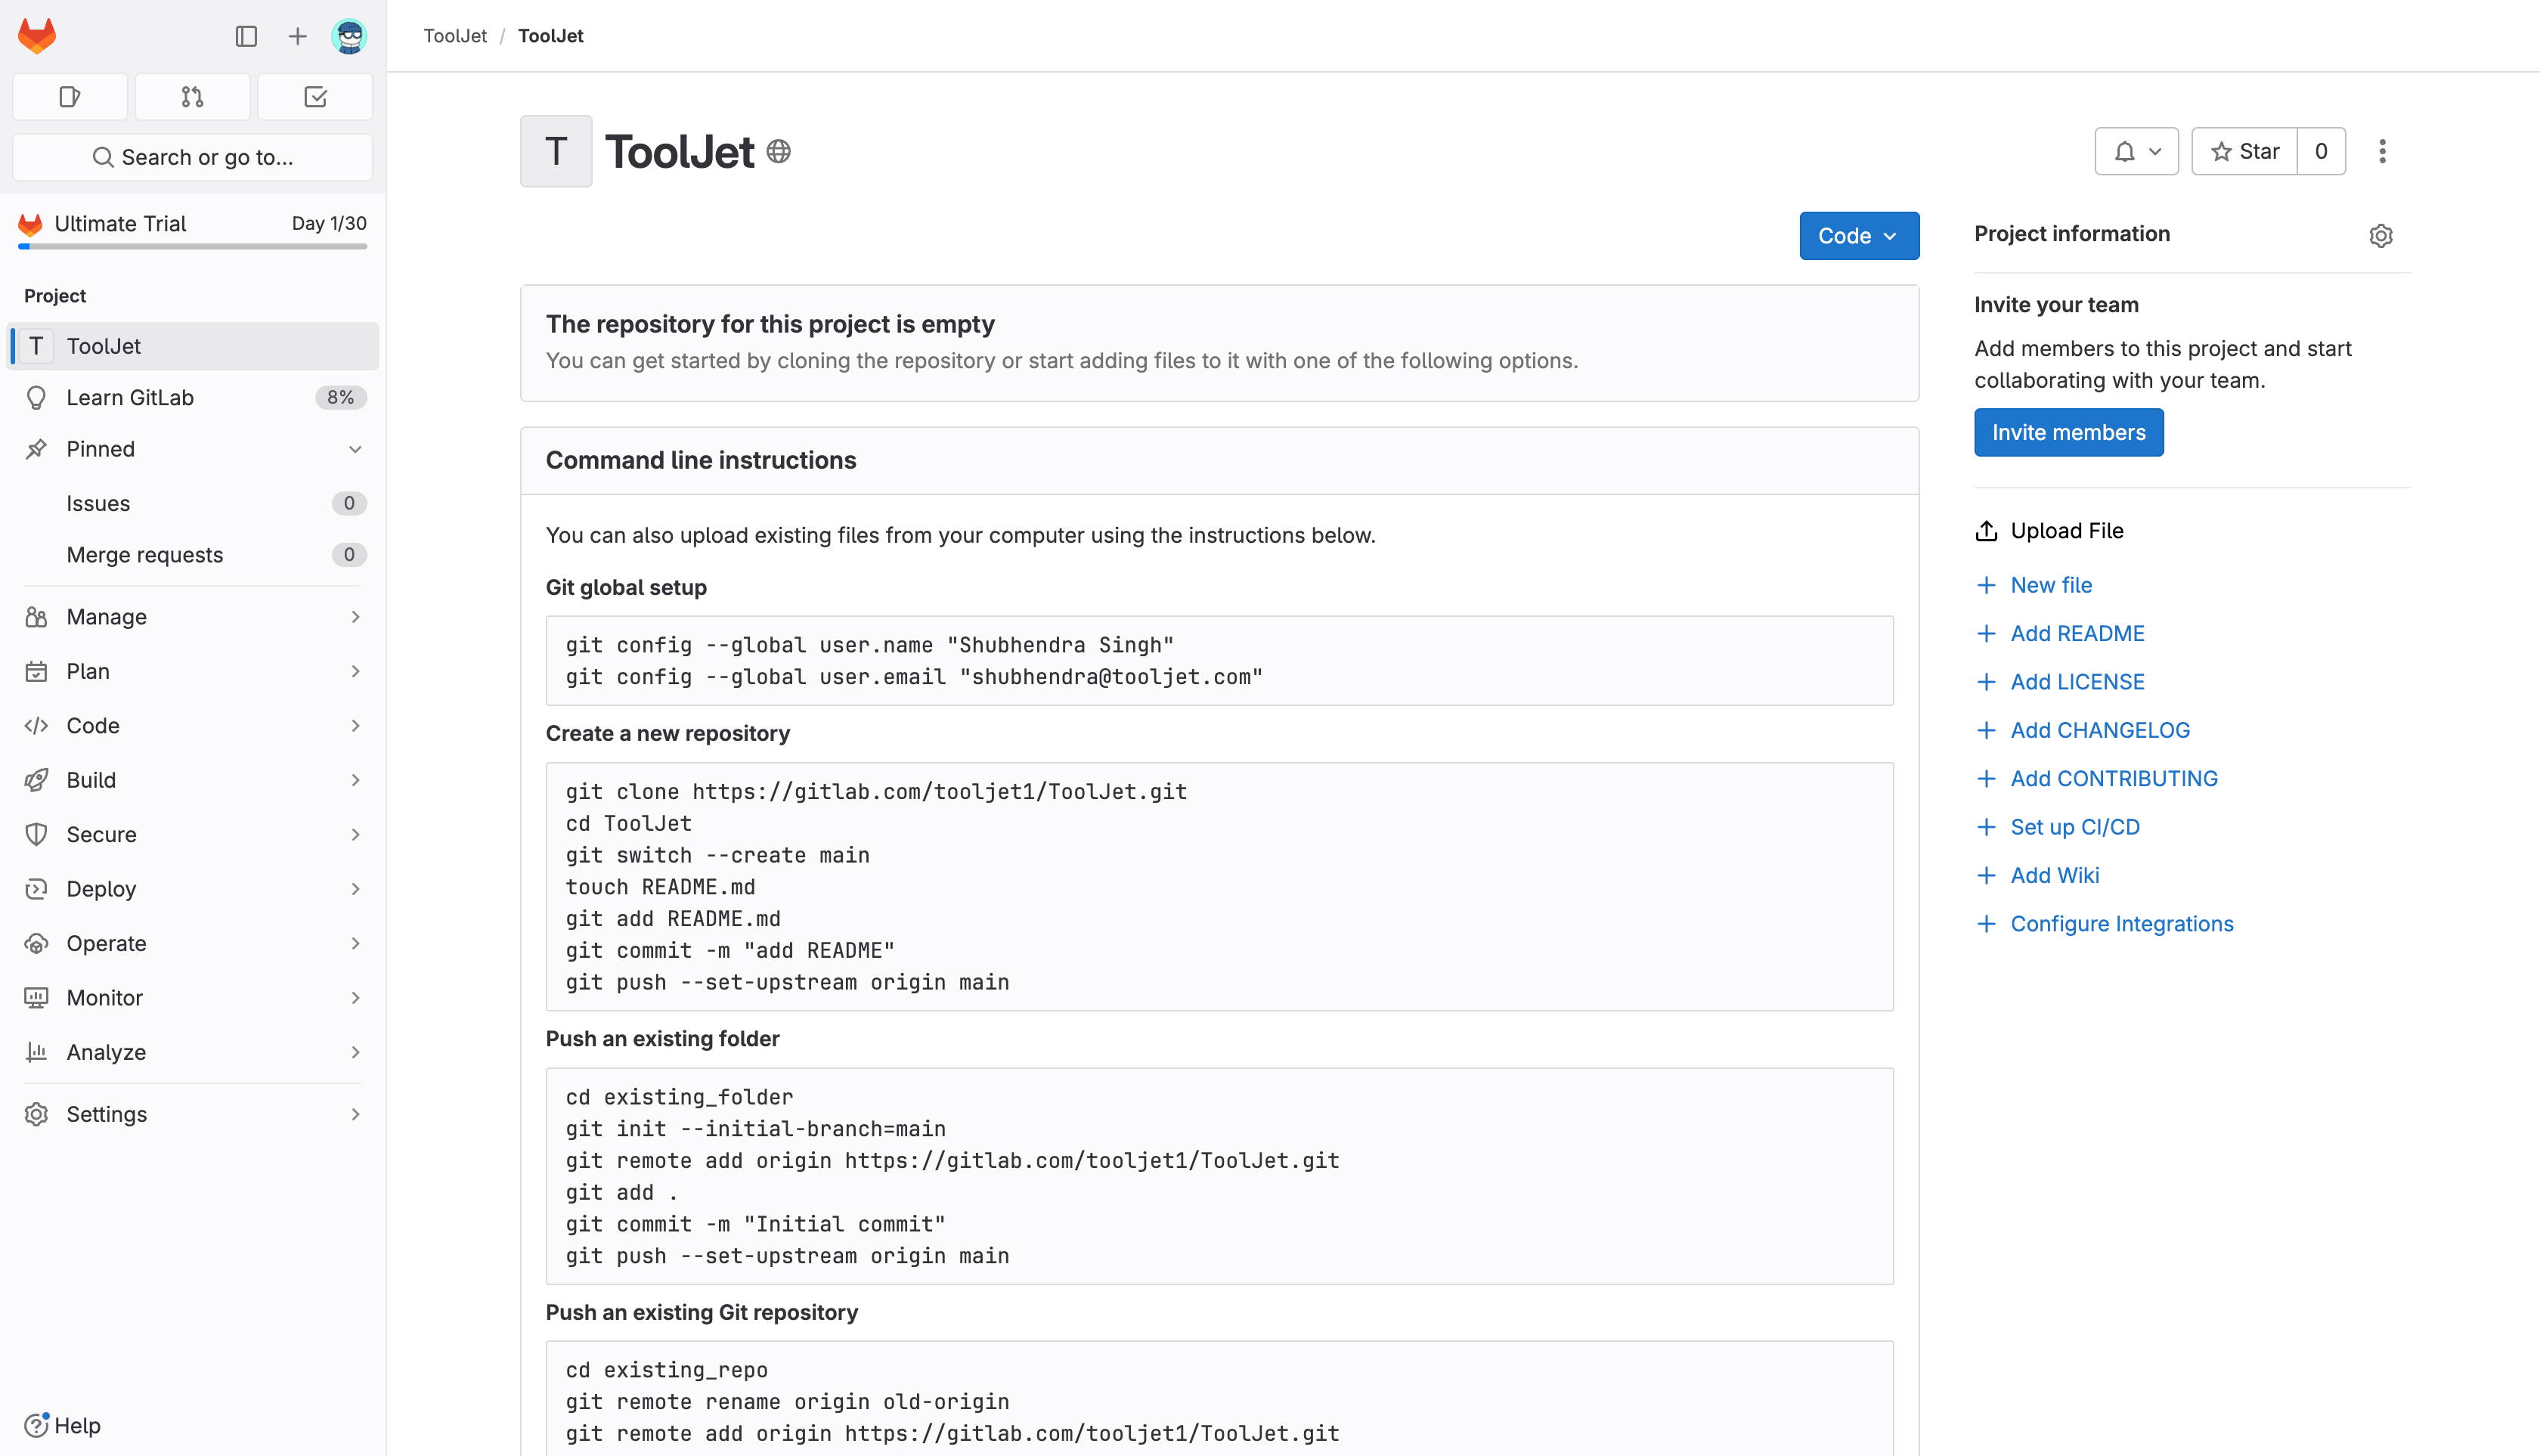 ToolJet / ToolJet
Search or go to...
Ultimate Trial Day 1/30
Project
T ToolJet
Learn GitLab 8%
Pinned
Issues 0
Merge requests 0
Manage
Plan
Code
Build
Secure
Deploy
Operate
Monitor
Analyze
Settings
Help
T ToolJet
Star 0
Code
The repository for this project is empty
You can get started by cloning the repository or start adding files to it with one of the following options.
Command line instructions
You can also upload existing files from your computer using the instructions below.
Git global setup
git config --global user.name "Shubhendra Singh"
git config --global user.email "shubhendra@tooljet.com"
Create a new repository
git clone https://gitlab.com/tooljet1/ToolJet.git
cd ToolJet
git switch --create main
touch README.md
git add README.md
git commit -m "add README"
git push --set-upstream origin main
Push an existing folder
cd existing_folder
git init --initial-branch=main
git remote add origin https://gitlab.com/tooljet1/ToolJet.git
git add .
git commit -m "Initial commit"
git push --set-upstream origin main
Push an existing Git repository
cd existing_repo
git remote rename origin old-origin
git remote add origin https://gitlab.com/tooljet1/ToolJet.git
Project information
Invite your team
Add members to this project and start
collaborating with your team.
Invite members
Upload File
New file
Add README
Add LICENSE
Add CHANGELOG
Add CONTRIBUTING
Set up CI/CD
Add Wiki
Configure Integrations